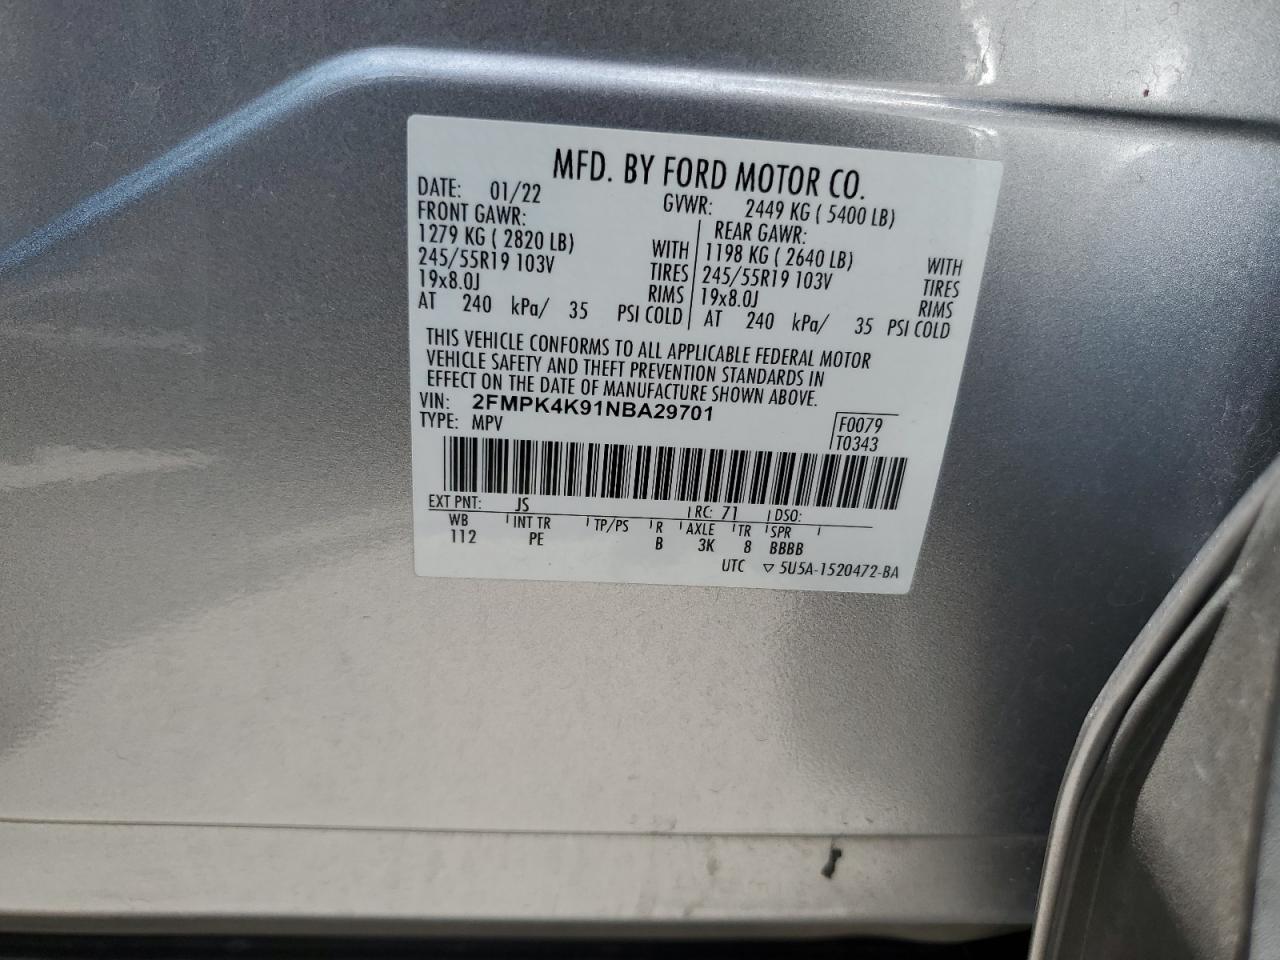 MFD. BY FORD MOTOR CO.
DATE: 01/22 GVWR: 2449 KG ( 5400 LB)
FRONT GAWR: REAR GAWR:
1279 KG ( 2820 LB) WITH 1198 KG ( 2640 LB) WITH
245/55R19 103V TIRES 245/55R19 103V TIRES
19x8.0J RIMS 19x8.0J RIMS
AT 240 kPa/ 35 PSI COLD AT 240 kPa/ 35 PSI COLD
THIS VEHICLE CONFORMS TO ALL APPLICABLE FEDERAL MOTOR
VEHICLE SAFETY AND THEFT PREVENTION STANDARDS IN
EFFECT ON THE DATE OF MANUFACTURE SHOWN ABOVE.
VIN: 2FMPK4K91NBA29701 F0079
TYPE: MPV T0343
EXT PNT: JS RC: 71 DSO:
WB INT TR TP/PS R AXLE TR SPR
112 PE B 3K 8 BBBB
UTC ▽ 5U5A-1520472-BA